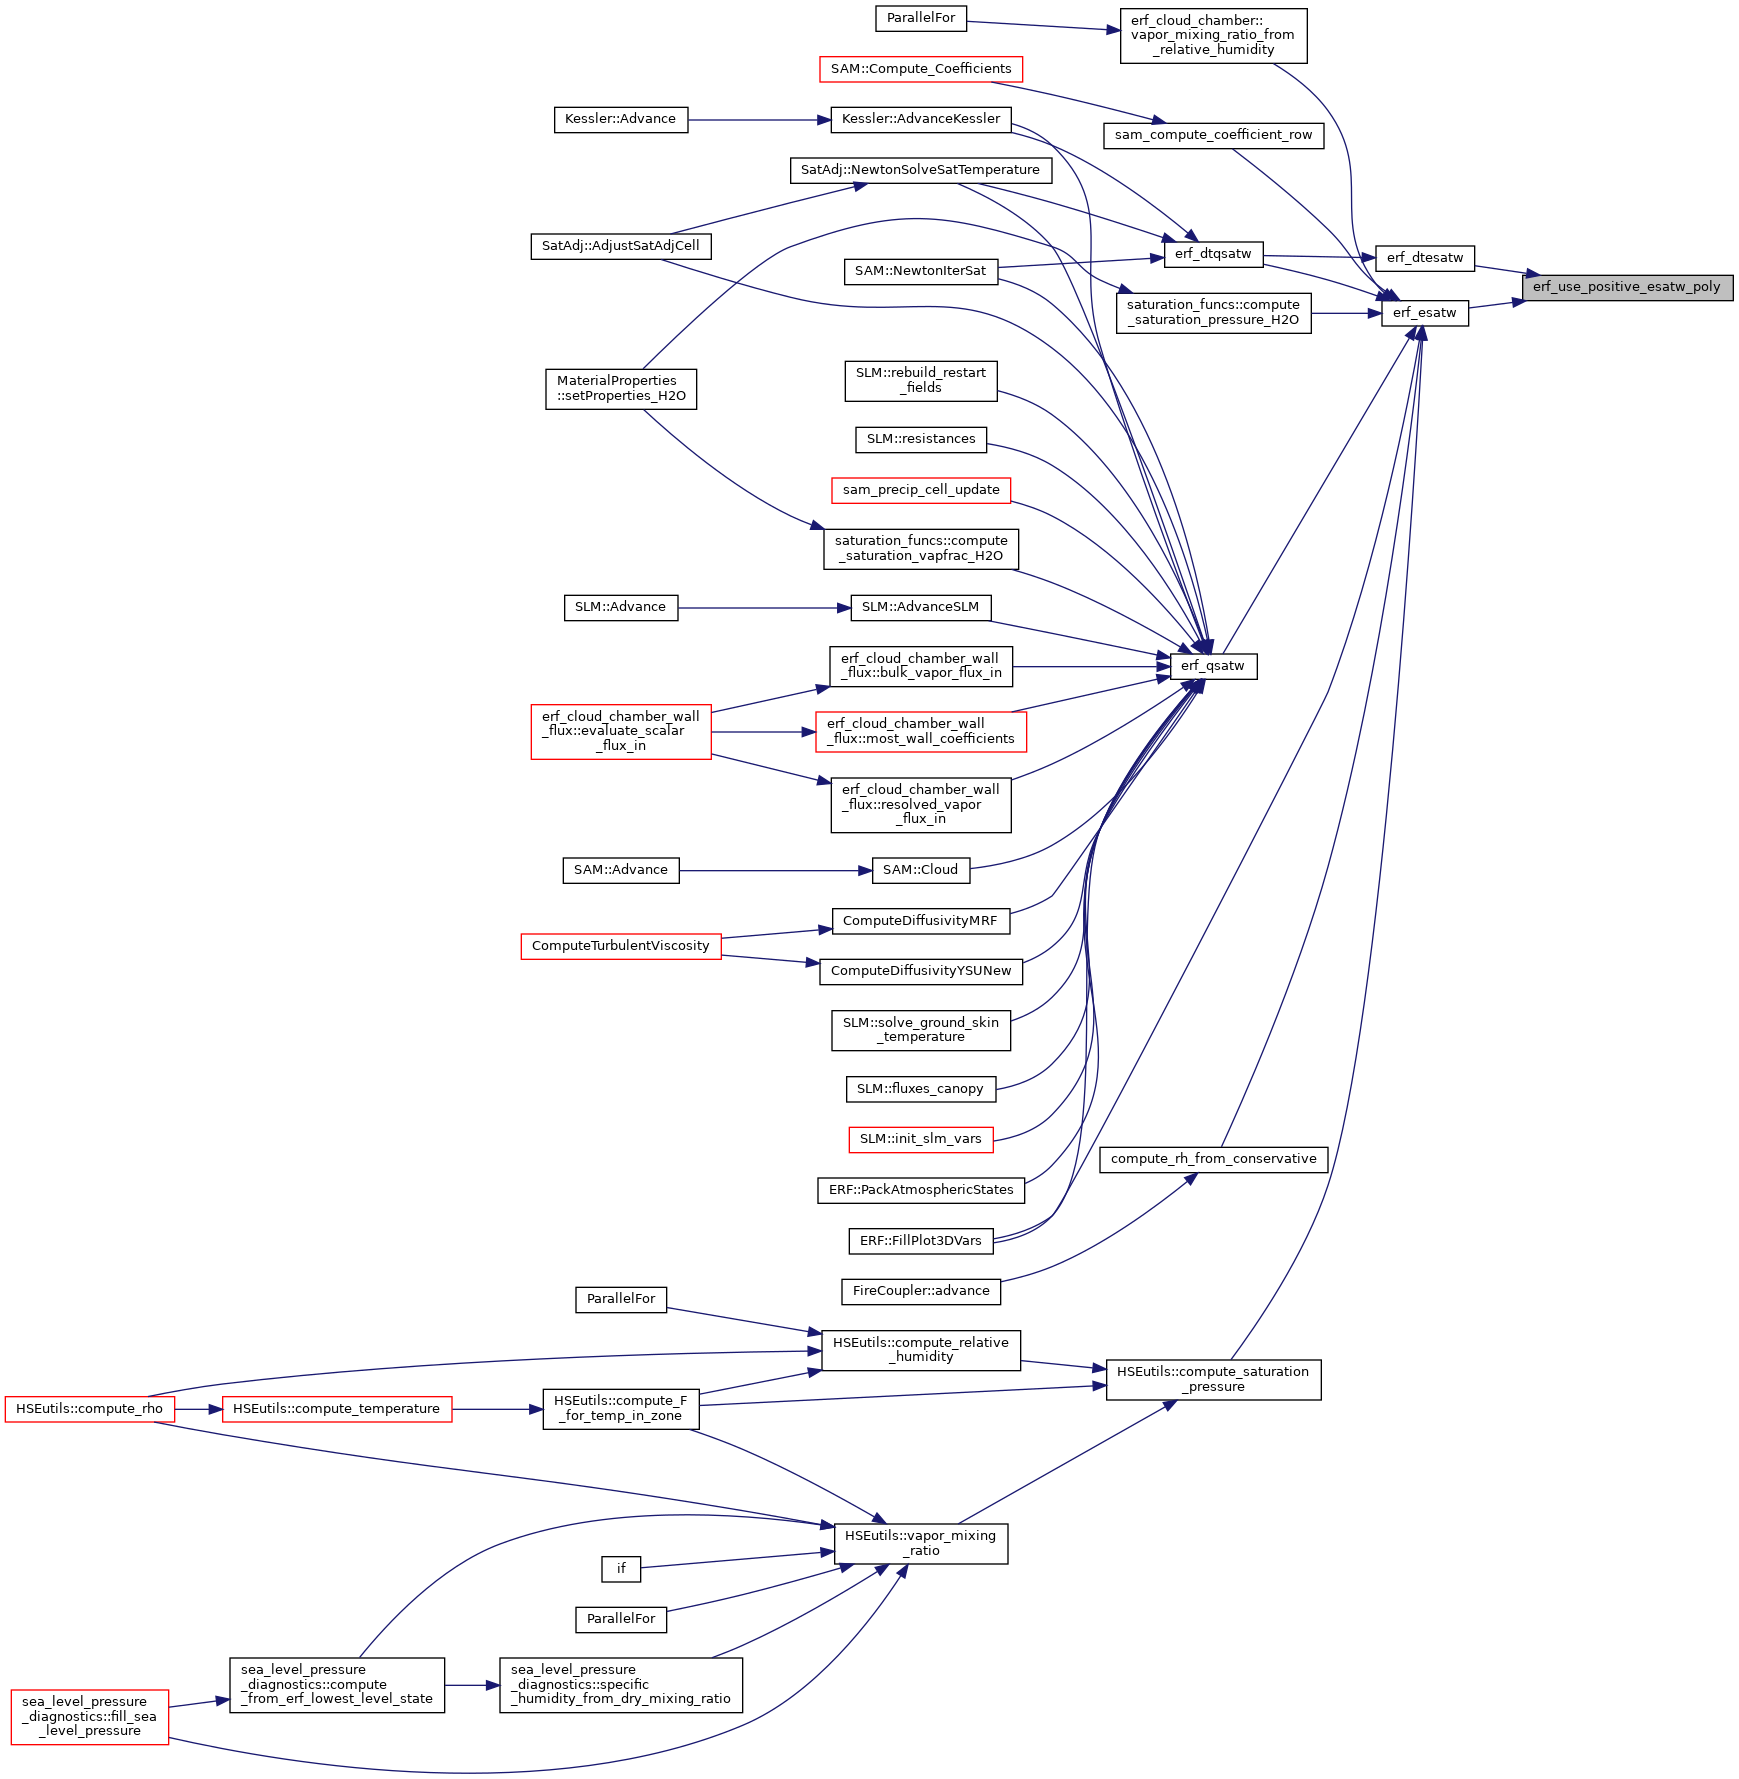 ParallelFor
erf_cloud_chamber::
vapor_mixing_ratio_from
_relative_humidity
SAM::Compute_Coefficients
Kessler::Advance
Kessler::AdvanceKessler
sam_compute_coefficient_row
SatAdj::NewtonSolveSatTemperature
SatAdj::AdjustSatAdjCell
erf_dtqsatw
erf_dtesatw
SAM::NewtonIterSat
erf_use_positive_esatw_poly
saturation_funcs::compute
_saturation_pressure_H2O
erf_esatw
MaterialProperties
::setProperties_H2O
SLM::rebuild_restart
_fields
SLM::resistances
sam_precip_cell_update
saturation_funcs::compute
_saturation_vapfrac_H2O
SLM::Advance
SLM::AdvanceSLM
erf_cloud_chamber_wall
_flux::bulk_vapor_flux_in
erf_qsatw
erf_cloud_chamber_wall
_flux::evaluate_scalar
_flux_in
erf_cloud_chamber_wall
_flux::most_wall_coefficients
erf_cloud_chamber_wall
_flux::resolved_vapor
_flux_in
SAM::Advance
SAM::Cloud
ComputeDiffusivityMRF
ComputeTurbulentViscosity
ComputeDiffusivityYSUNew
SLM::solve_ground_skin
_temperature
SLM::fluxes_canopy
SLM::init_slm_vars
compute_rh_from_conservative
ERF::PackAtmosphericStates
ERF::FillPlot3DVars
FireCoupler::advance
ParallelFor
HSEutils::compute_relative
_humidity
HSEutils::compute_saturation
_pressure
HSEutils::compute_rho
HSEutils::compute_temperature
HSEutils::compute_F
_for_temp_in_zone
HSEutils::vapor_mixing
_ratio
if
ParallelFor
sea_level_pressure
_diagnostics::compute
_from_erf_lowest_level_state
sea_level_pressure
_diagnostics::specific
_humidity_from_dry_mixing_ratio
sea_level_pressure
_diagnostics::fill_sea
_level_pressure